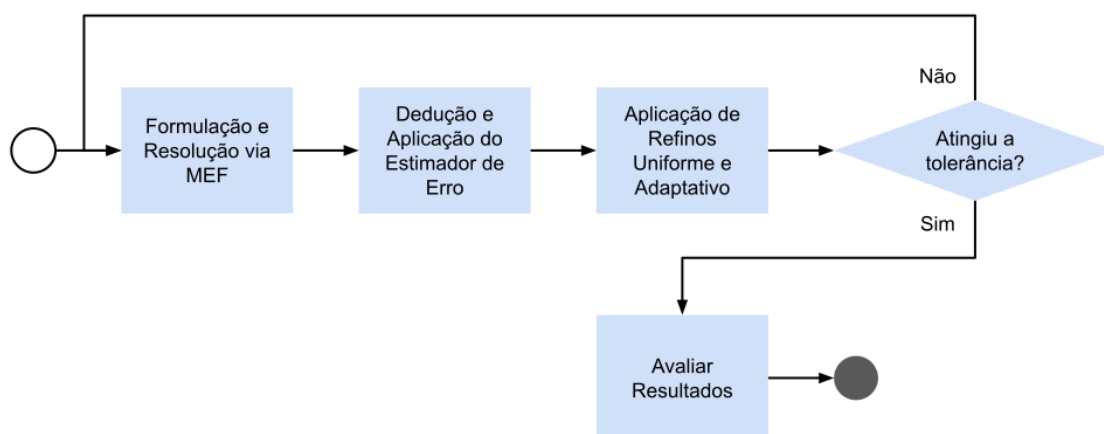 Formulação e
Resolução via
MEF
Dedução e
Aplicação do
Estimador de
Erro
Aplicação de
Refinos
Uniforme e
Adaptativo
Não
Atingiu a
tolerância?
Sim
Avaliar
Resultados